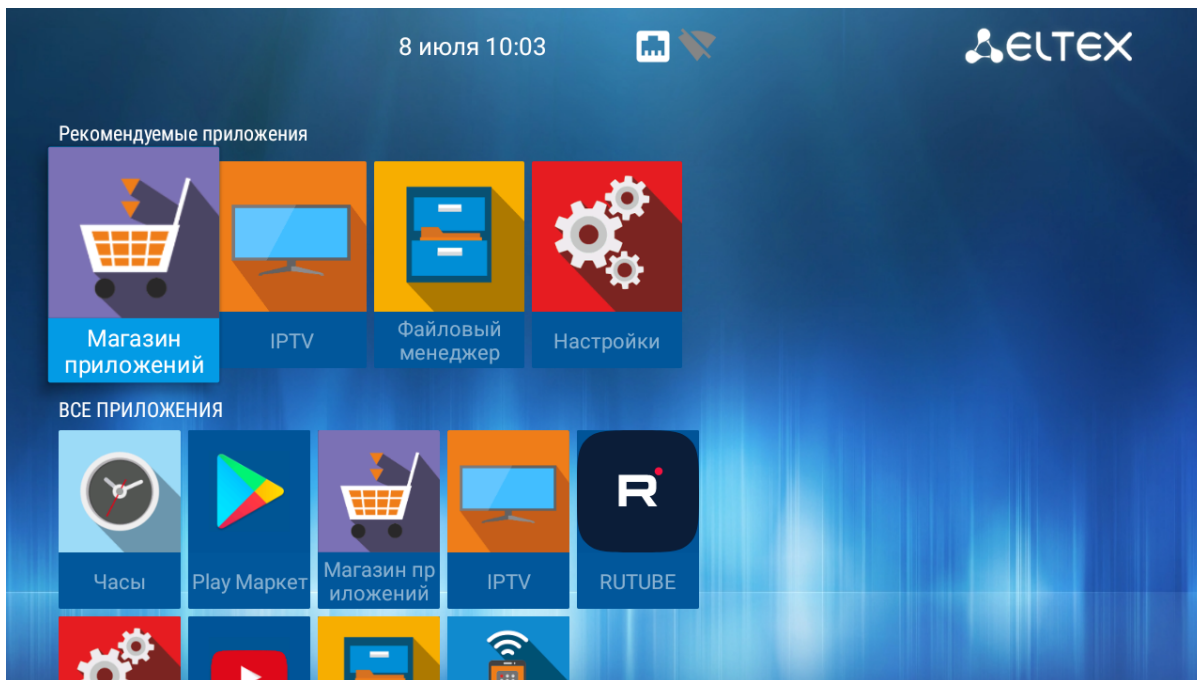 8 июля 10:03
ELTEX
Рекомендуемые приложения
Магазин
приложений
IPTV
Файловый
менеджер
Настройки
ВСЕ ПРИЛОЖЕНИЯ
Часы
Play Маркет
Магазин пр
иложений
IPTV
R
RUTUBE